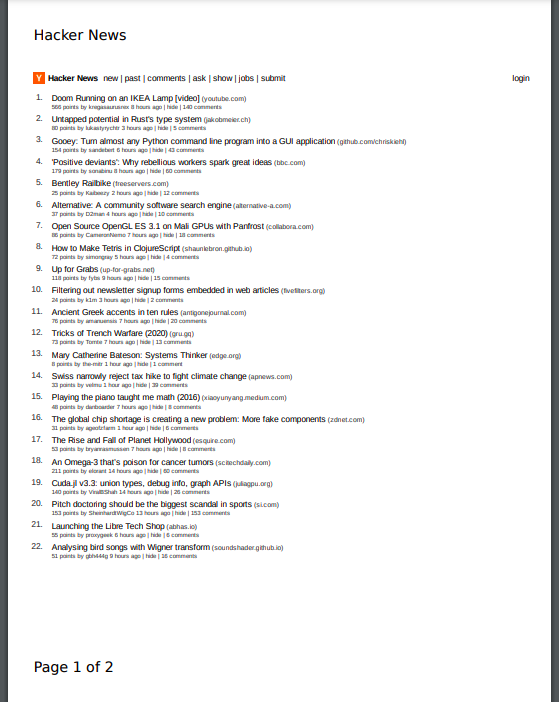 Hacker News
Y Hacker News new | past | comments | ask | show | jobs | submit login
1. Doom Running on an IKEA Lamp [video] (youtube.com)
566 points by kregasaurusrex 8 hours ago | hide | 140 comments
2. Untapped potential in Rust's type system (jakobmeier.ch)
80 points by lukastyrychtr 3 hours ago | hide | 5 comments
3. Gooey: Turn almost any Python command line program into a GUI application (github.com/chriskiehl)
154 points by sandebert 6 hours ago | hide | 43 comments
4. 'Positive deviants': Why rebellious workers spark great ideas (bbc.com)
179 points by sonabinu 8 hours ago | hide | 60 comments
5. Bentley Railbike (freeservers.com)
25 points by Kaibeezy 2 hours ago | hide | 12 comments
6. Alternative: A community software search engine (alternative-a.com)
37 points by D2man 4 hours ago | hide | 10 comments
7. Open Source OpenGL ES 3.1 on Mali GPUs with Panfrost (collabora.com)
86 points by CameronNemo 7 hours ago | hide | 18 comments
8. How to Make Tetris in ClojureScript (shaunlebron.github.io)
72 points by simongray 5 hours ago | hide | 4 comments
9. Up for Grabs (up-for-grabs.net)
118 points by fybs 9 hours ago | hide | 15 comments
10. Filtering out newsletter signup forms embedded in web articles (fivefilters.org)
24 points by k1m 3 hours ago | hide | 2 comments
11. Ancient Greek accents in ten rules (antigonejournal.com)
76 points by amanuensis 7 hours ago | hide | 20 comments
12. Tricks of Trench Warfare (2020) (gru.gq)
73 points by Tomte 7 hours ago | hide | 13 comments
13. Mary Catherine Bateson: Systems Thinker (edge.org)
8 points by the-mitr 1 hour ago | hide | 1 comment
14. Swiss narrowly reject tax hike to fight climate change (apnews.com)
33 points by velmu 1 hour ago | hide | 39 comments
15. Playing the piano taught me math (2016) (xiaoyunyang.medium.com)
48 points by danboarder 7 hours ago | hide | 8 comments
16. The global chip shortage is creating a new problem: More fake components (zdnet.com)
31 points by ageofzfarm 1 hour ago | hide | 6 comments
17. The Rise and Fall of Planet Hollywood (esquire.com)
53 points by bryanrasmussen 7 hours ago | hide | 8 comments
18. An Omega-3 that's poison for cancer tumors (scitechdaily.com)
211 points by elorant 14 hours ago | hide | 60 comments
19. Cuda.jl v3.3: union types, debug info, graph APIs (juliagpu.org)
140 points by ViralBShah 14 hours ago | hide | 26 comments
20. Pitch doctoring should be the biggest scandal in sports (si.com)
153 points by SheinhardtWigCo 13 hours ago | hide | 153 comments
21. Launching the Libre Tech Shop (abhas.io)
55 points by proxygeek 6 hours ago | hide | 6 comments
22. Analysing bird songs with Wigner transform (soundshader.github.io)
51 points by gbh444g 9 hours ago | hide | 16 comments
Page 1 of 2